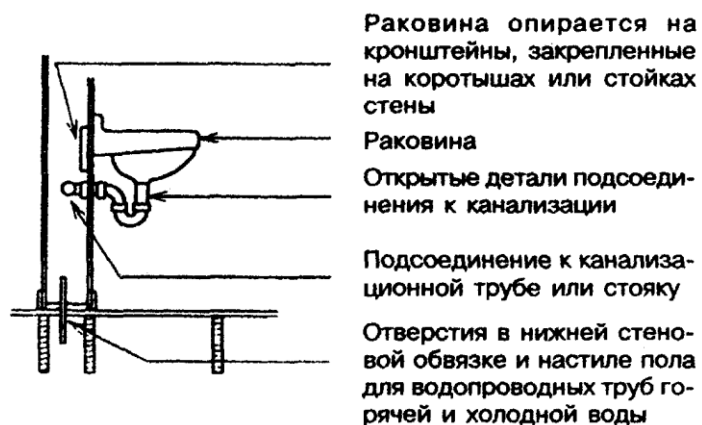 Раковина опирается на
кронштейны, закрепленные
на коротышах или стойках
стены
Раковина
Открытые детали подсоеди-
нения к канализации
Подсоединение к канализа-
ционной трубе или стояку
Отверстия в нижней стено-
вой обвязке и настиле пола
для водопроводных труб го-
рячей и холодной воды